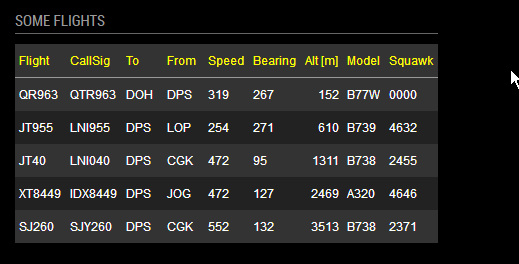 SOME FLIGHTS
Flight CallSig To From Speed Bearing Alt [m] Model Squawk
QR963 QTR963 DOH DPS 319 267 152 B77W 0000
JT955 LNI955 DPS LOP 254 271 610 B739 4632
JT40 LNI040 DPS CGK 472 95 1311 B738 2455
XT8449 IDX8449 DPS JOG 472 127 2469 A320 4646
SJ260 SJY260 DPS CGK 552 132 3513 B738 2371